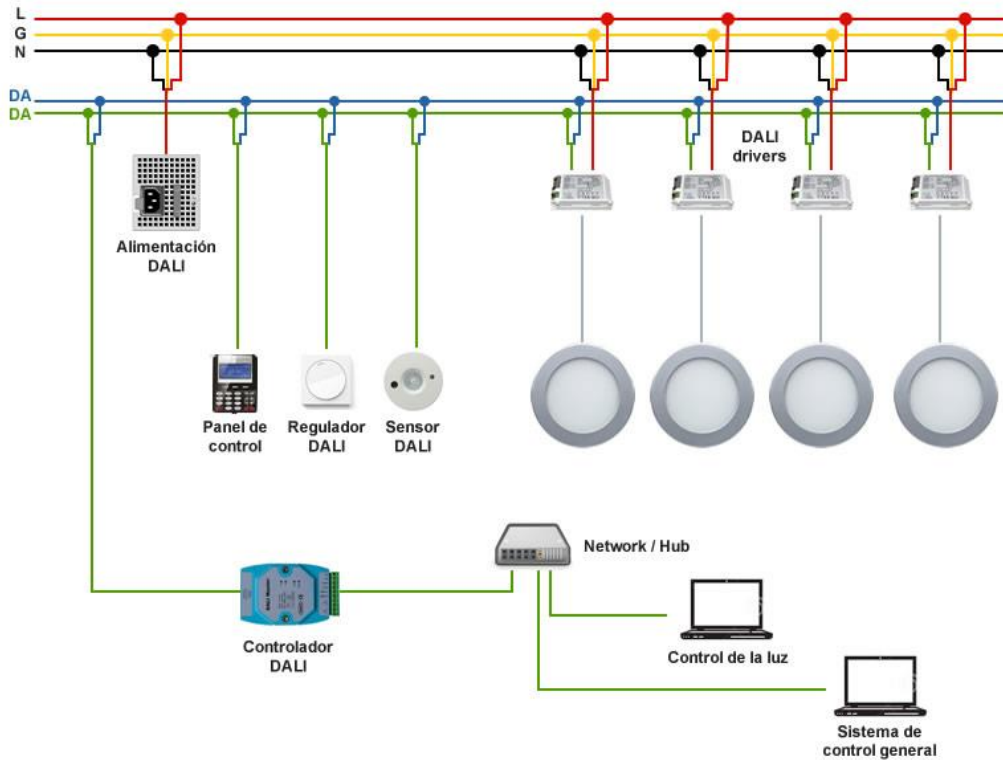 L
G
N
DA
DA
DALI
drivers
Alimentación
DALI
Panel de
control
Regulador
DALI
Sensor
DALI
Network / Hub
Controlador
DALI
Control de la luz
Sistema de
control general